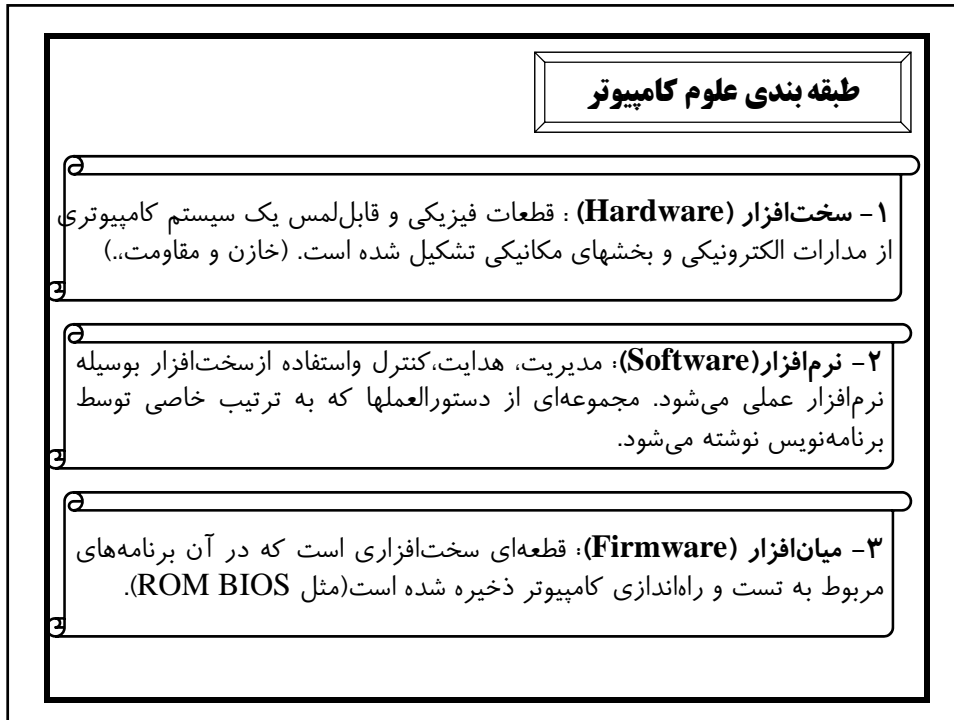 طبقه بندی علوم کامپیوتر
۱- سخت‌افزار (Hardware) : قطعات فیزیکی و قابل‌لمس یک سیستم کامپیوتری
از مدارات الکترونیکی و بخشهای مکانیکی تشکیل شده است. (خازن و مقاومت،..)
۲- نرم‌افزار(Software): مدیریت، هدایت،کنترل واستفاده ازسخت‌افزار بوسیله
نرم‌افزار عملی می‌شود. مجموعه‌ای از دستورالعملها که به ترتیب خاصی توسط
برنامه‌نویس نوشته می‌شود.
۳- میان‌افزار (Firmware): قطعه‌ای سخت‌افزاری است که در آن برنامه‌های
مربوط به تست و راه‌اندازی کامپیوتر ذخیره شده است(مثل ROM BIOS).